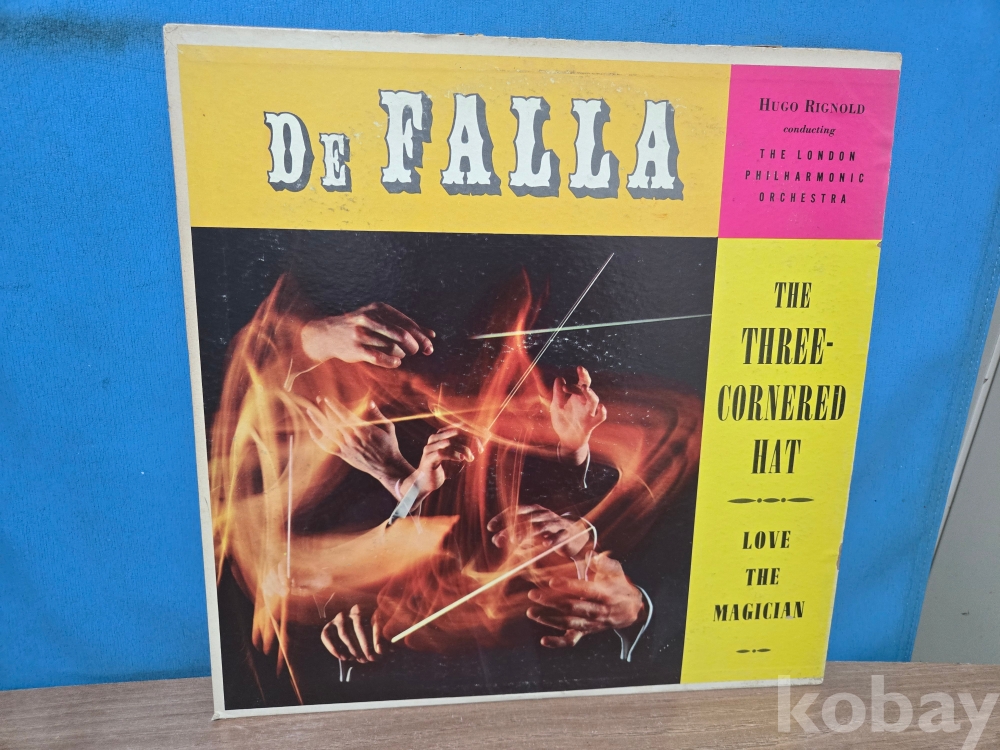 DE FALLA
HUGO RIGNOLD
conducting
THE LONDON
PHILHARMONIC
ORCHESTRA
THE
THREE-
CORNERED
HAT
LOVE
THE
MAGICIAN
kobay